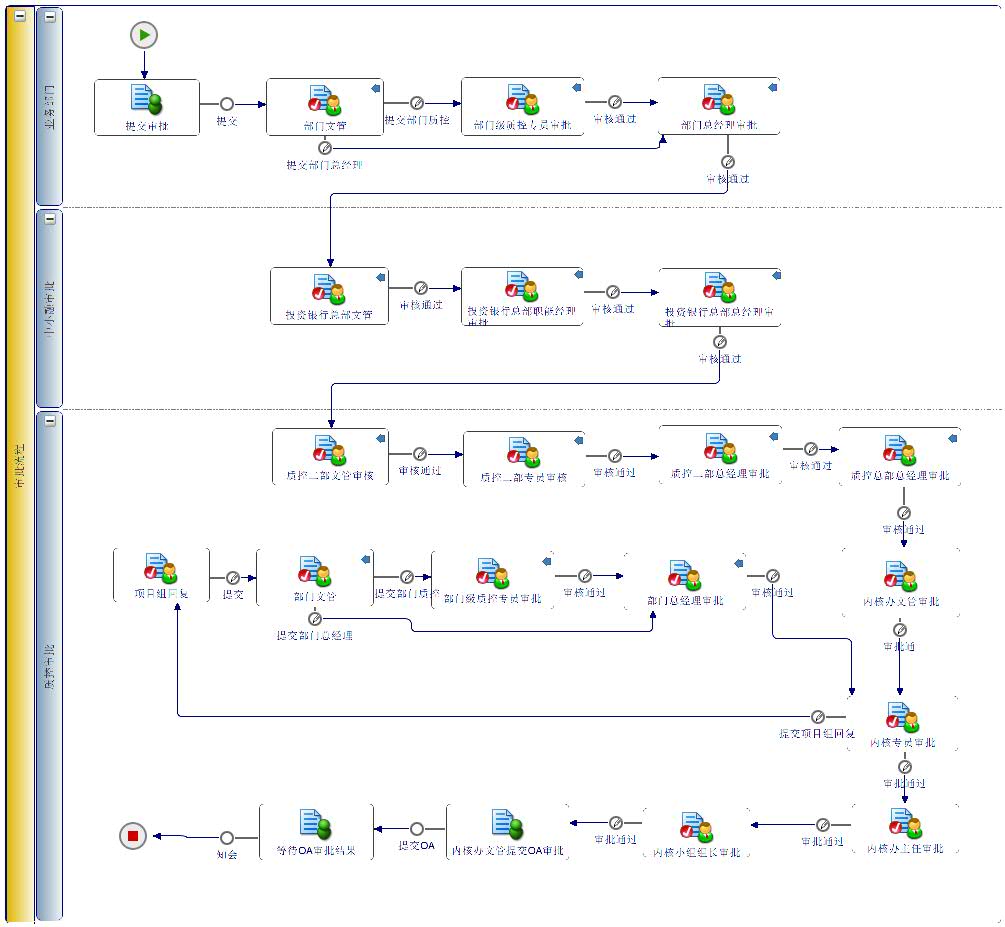 审批流程
业务部门
提交审批
提交
部门文管
提交部门质控
部门级质控专员审批
审核通过
部门总经理审批
提交部门总经理
审核通过
投资银行总部文管
审核通过
投资银行总部职能经理
审批
审核通过
投资银行总部总经理审
批
审核通过
质控审批
质控二部文管审核
审核通过
质控二部专员审核
审核通过
质控二部总经理审批
审核通过
质控总部总经理审批
审核通过
项目组回复
提交
部门文管
提交部门质控
部门级质控专员审批
审核通过
部门总经理审批
审核通过
内核办文管审批
提交部门总经理
审批通
提交项目组回复
内核专员审批
审批通过
知会
等待OA审批结果
提交OA
内核办文管提交OA审批
审批通过
内核小组组长审批
审批通过
内核办主任审批